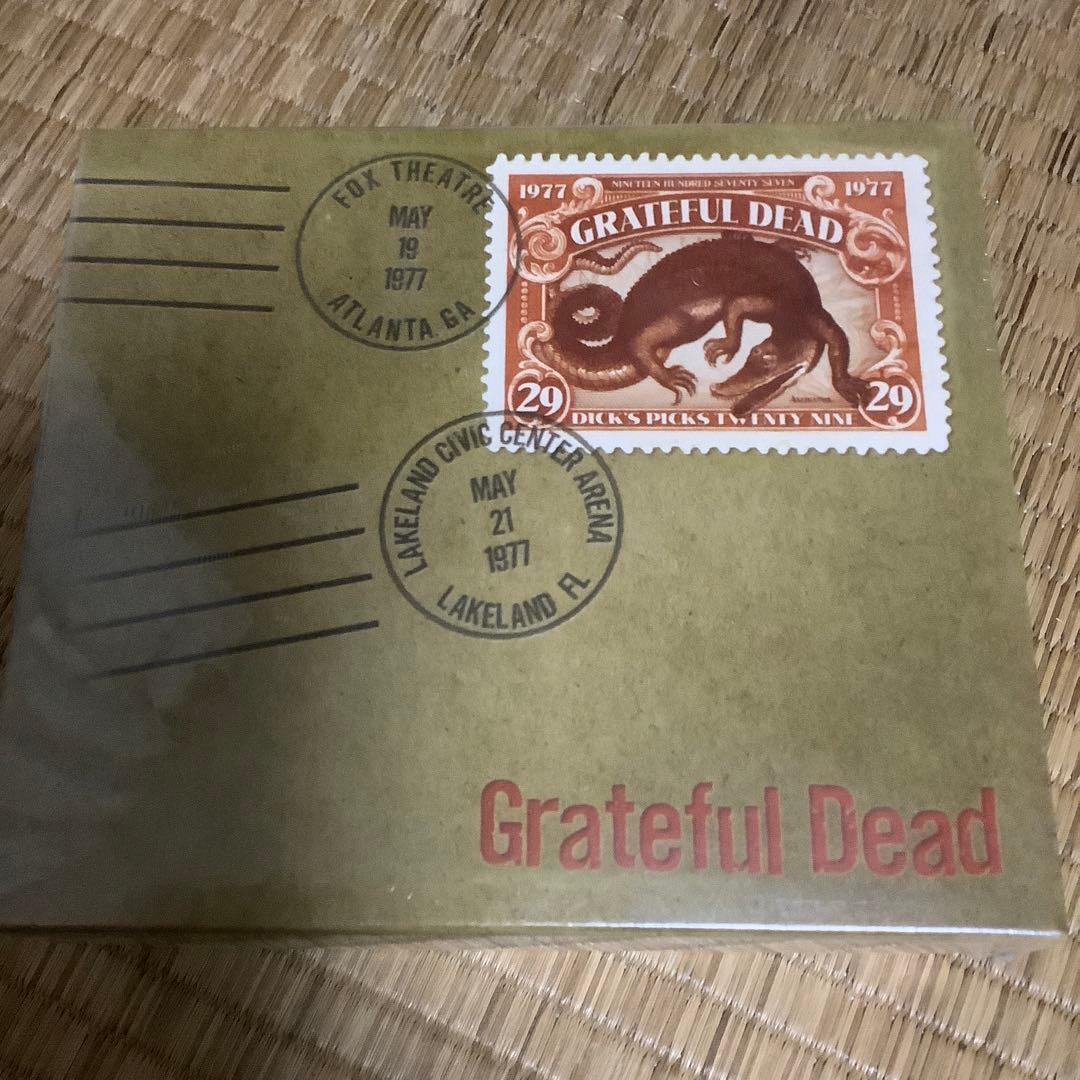 FOX THEATRE
MAY
19
1977
ATLANTA, GA
1977
NINETEEN HUNDRED SEVENTY SEVEN
1977
GRATEFUL DEAD
29
DICK'S PICKS TWENTY NINE
29
LAKELAND CIVIC CENTER ARENA
MAY
21
1977
LAKELAND FL
Grateful Dead